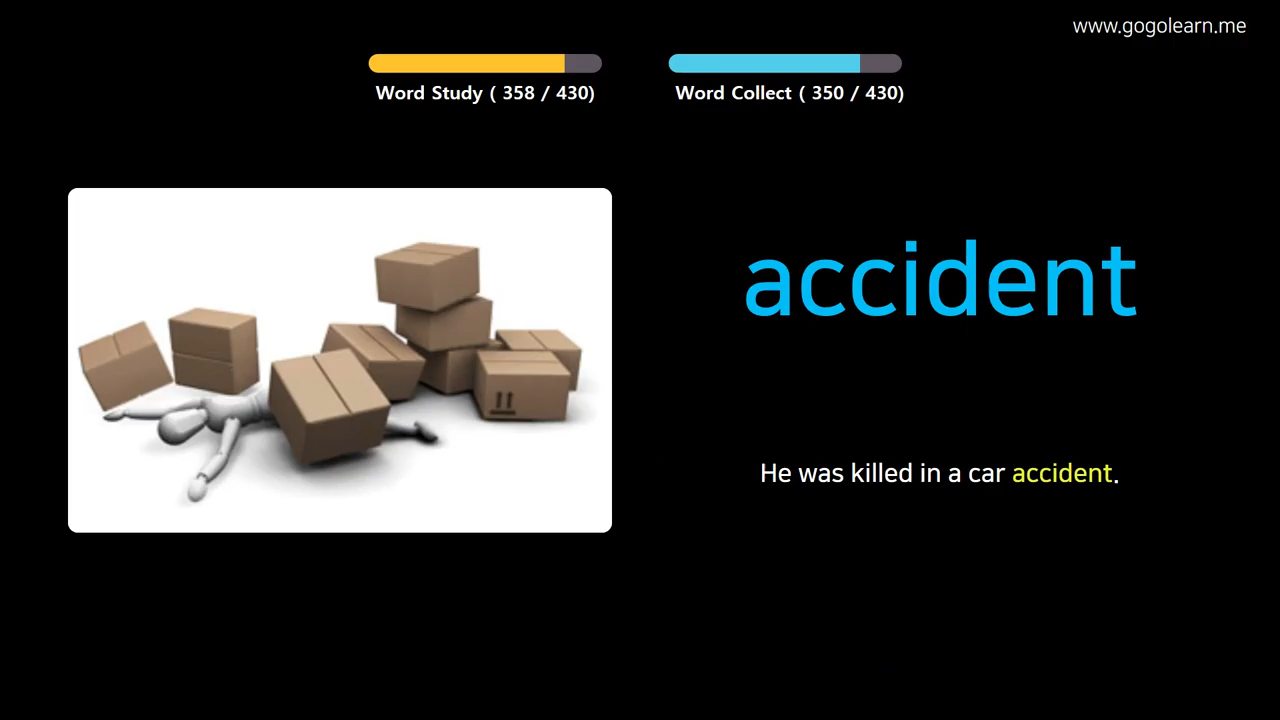 www.gogolearn.me
Word Study ( 358 / 430)
Word Collect ( 350 / 430)
accident
He was killed in a car accident.